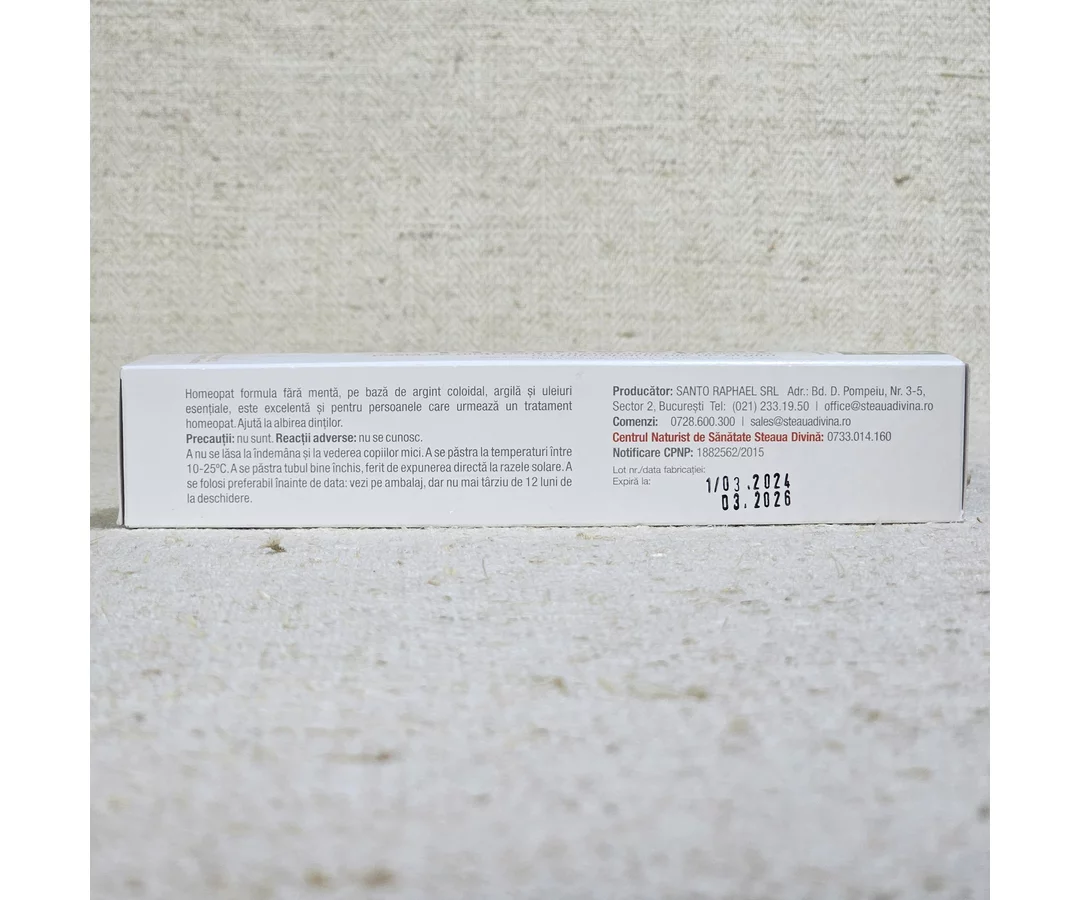 Homeopat formula fără mentă, pe bază de argint coloidal, argilă și uleiuri
esențiale, este excelentă și pentru persoanele care urmează un tratament
homeopat. Ajută la albirea dinților.
Precauții: nu sunt. Reacții adverse: nu se cunosc.
A nu se lăsa la îndemâna și la vederea copiilor mici. A se păstra la temperaturi între
10-25°C. A se păstra tubul bine închis, ferit de expunerea directă la razele solare. A
se folosi preferabil înainte de data: vezi pe ambalaj, dar nu mai târziu de 12 luni de
la deschidere.
Producător: SANTO RAPHAEL SRL Adr.: Bd. D. Pompeiu, Nr. 3-5,
Sector 2, București Tel: (021) 233.19.50 | office@steauadivina.ro
Comenzi: 0728.600.300 | sales@steauadivina.ro
Centrul Naturist de Sănătate Steaua Divină: 0733.014.160
Notificare CPNP: 1882562/2015
Lot nr./data fabricației: 1/03.2024
Expiră la: 03.2026